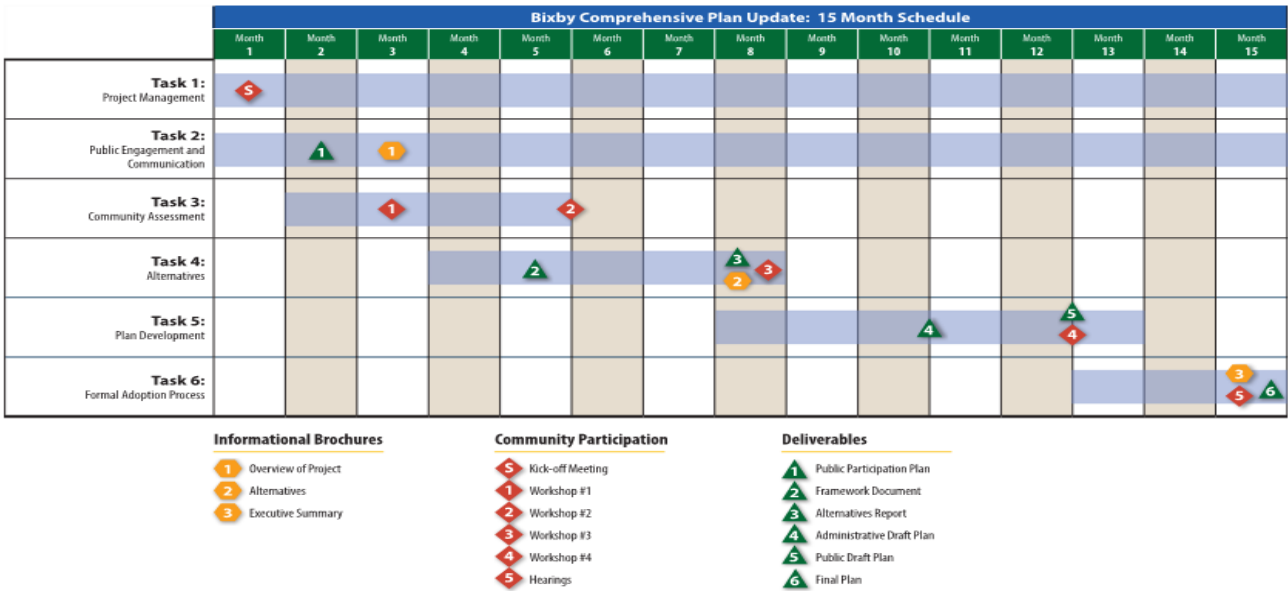 Bixby Comprehensive Plan Update: 15 Month Schedule
Month Month Month Month Month Month Month Month Month Month Month Month Month Month Month
1 2 3 4 5 6 7 8 9 10 11 12 13 14 15
Task 1:
Project Management
S
Task 2:
Public Engagement and
Communication
1 1
Task 3:
Community Assessment
1 2
Task 4:
Alternatives
2 3 2 3
Task 5:
Plan Development
4 5 4
Task 6:
Formal Adoption Process
3 5 6
Informational Brochures
1 Overview of Project
2 Alternatives
3 Executive Summary
Community Participation
S Kick-off Meeting
1 Workshop #1
2 Workshop #2
3 Workshop #3
4 Workshop #4
5 Hearings
Deliverables
1 Public Participation Plan
2 Framework Document
3 Alternatives Report
4 Administrative Draft Plan
5 Public Draft Plan
6 Final Plan